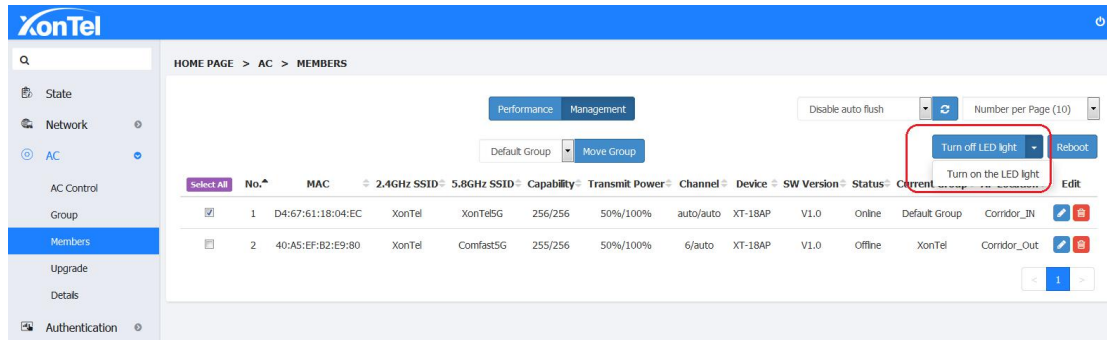 XonTel
HOME PAGE > AC > MEMBERS
State
Network
AC
AC Control
Group
Members
Upgrade
Details
Authentication
Performance Management
Disable auto flush
Number per Page (10)
Default Group Move Group
Turn off LED light Reboot
Turn on the LED light
Select All No. MAC 2.4GHz SSID 5.8GHz SSID Capability Transmit Power Channel Device SW Version Status Current Group AP Location Edit
1 D4:67:61:18:04:EC XonTel XonTel5G 256/256 50%/100% auto/auto XT-18AP V1.0 Online Default Group Corridor_IN
2 40:A5:EF:B2:E9:80 XonTel Comfast5G 255/256 50%/100% 6/auto XT-18AP V1.0 Offline XonTel Corridor_Out
< 1 >